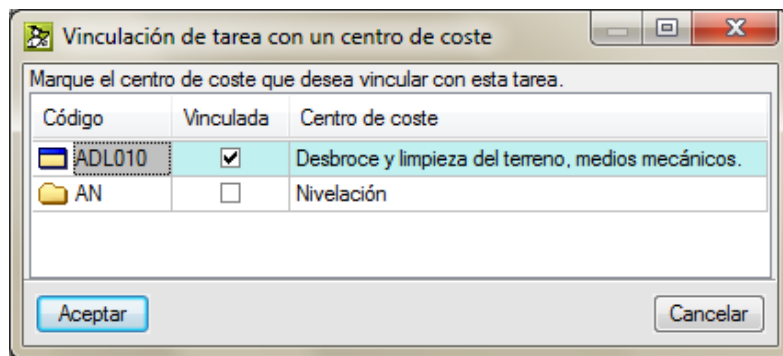 Vinculación de tarea con un centro de coste
Marque el centro de coste que desea vincular con esta tarea.
Código Vinculada Centro de coste
ADL010 Desbroce y limpieza del terreno, medios mecánicos.
AN Nivelación
Aceptar Cancelar